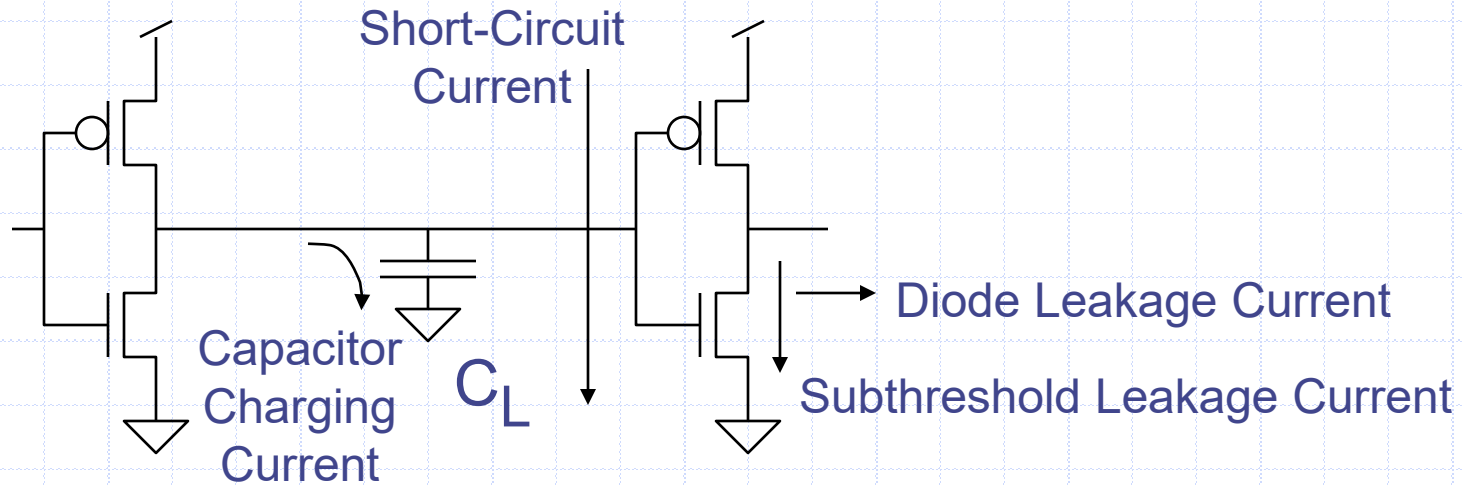 Short-Circuit
Current
Capacitor
Charging
Current
CL
Diode Leakage Current
Subthreshold Leakage Current